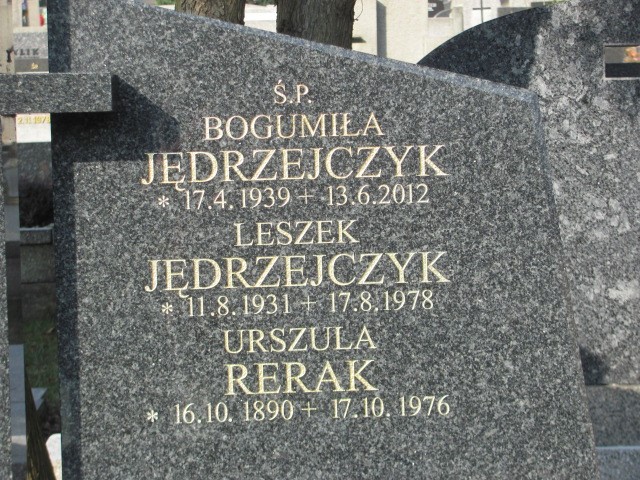 Ś.P.
BOGUMIŁA
JĘDRZEJCZYK
* 17.4.1939 + 13.6.2012
LESZEK
JĘDRZEJCZYK
* 11.8.1931 + 17.8.1978
URSZULA
RERAK
* 16.10.1890 + 17.10.1976